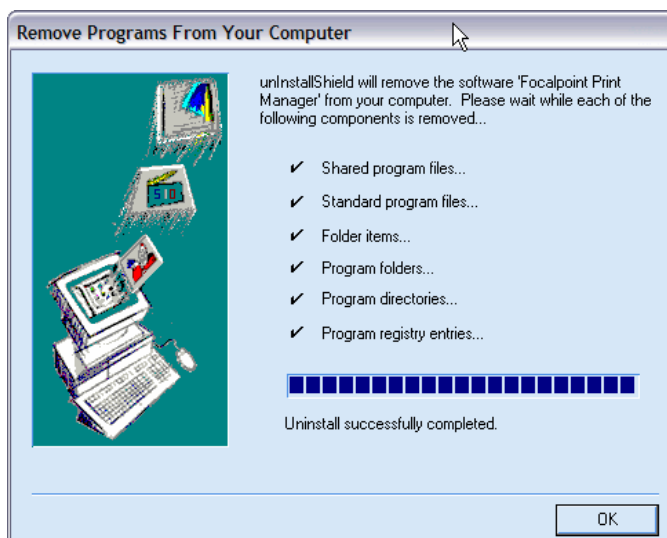 Remove Programs From Your Computer
unInstallShield will remove the software 'Focalpoint Print
Manager' from your computer.  Please wait while each of the
following components is removed...
✔ Shared program files...
✔ Standard program files...
✔ Folder items...
✔ Program folders...
✔ Program directories...
✔ Program registry entries...
Uninstall successfully completed.
OK